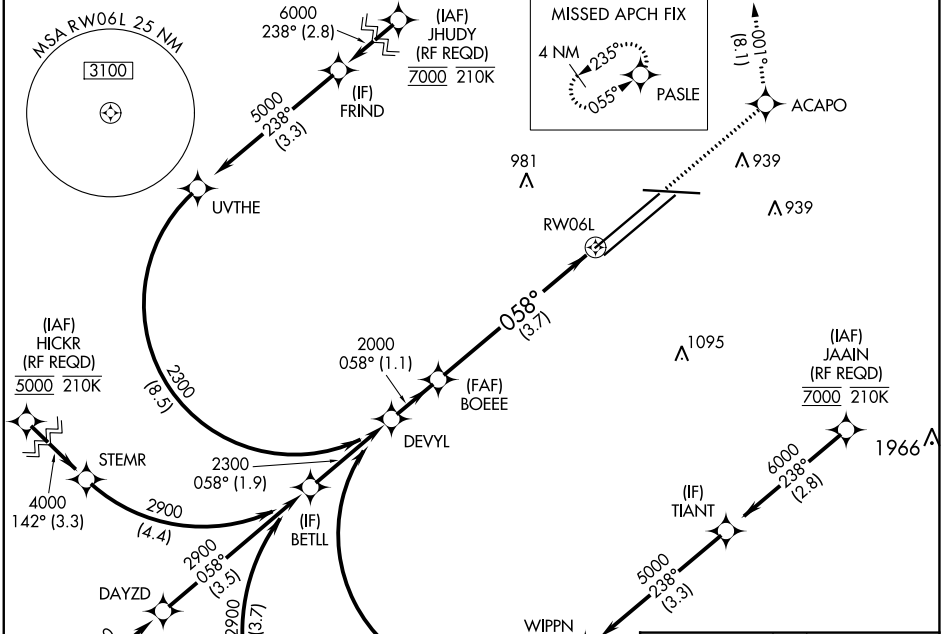 MSA RW06L 25 NM
3100
6000
238° (2.8)
(IAF)
JHUDY
(RF REQD)
7000 210K
(IF)
FRIND
5000
238°
(3.3)
UVTHE
MISSED APCH FIX
4 NM
235°
055°
PASLE
001°
(8.1)
ACAPO
981
939
939
RW06L
058°
(3.7)
1095
(IAF)
HICKR
(RF REQD)
5000 210K
STEMR
4000
142° (3.3)
2300
(8.5)
2000
058° (1.1)
(FAF)
BOEEE
DEVYL
2300
058° (1.9)
2900
(4.4)
(IF)
BETLL
2900
058°
(3.5)
DAYZD
2900
(3.7)
(IAF)
JAAIN
(RF REQD)
7000 210K
1966
6000
238°
(2.8)
(IF)
TIANT
5000
238°
(3.3)
WIPPN